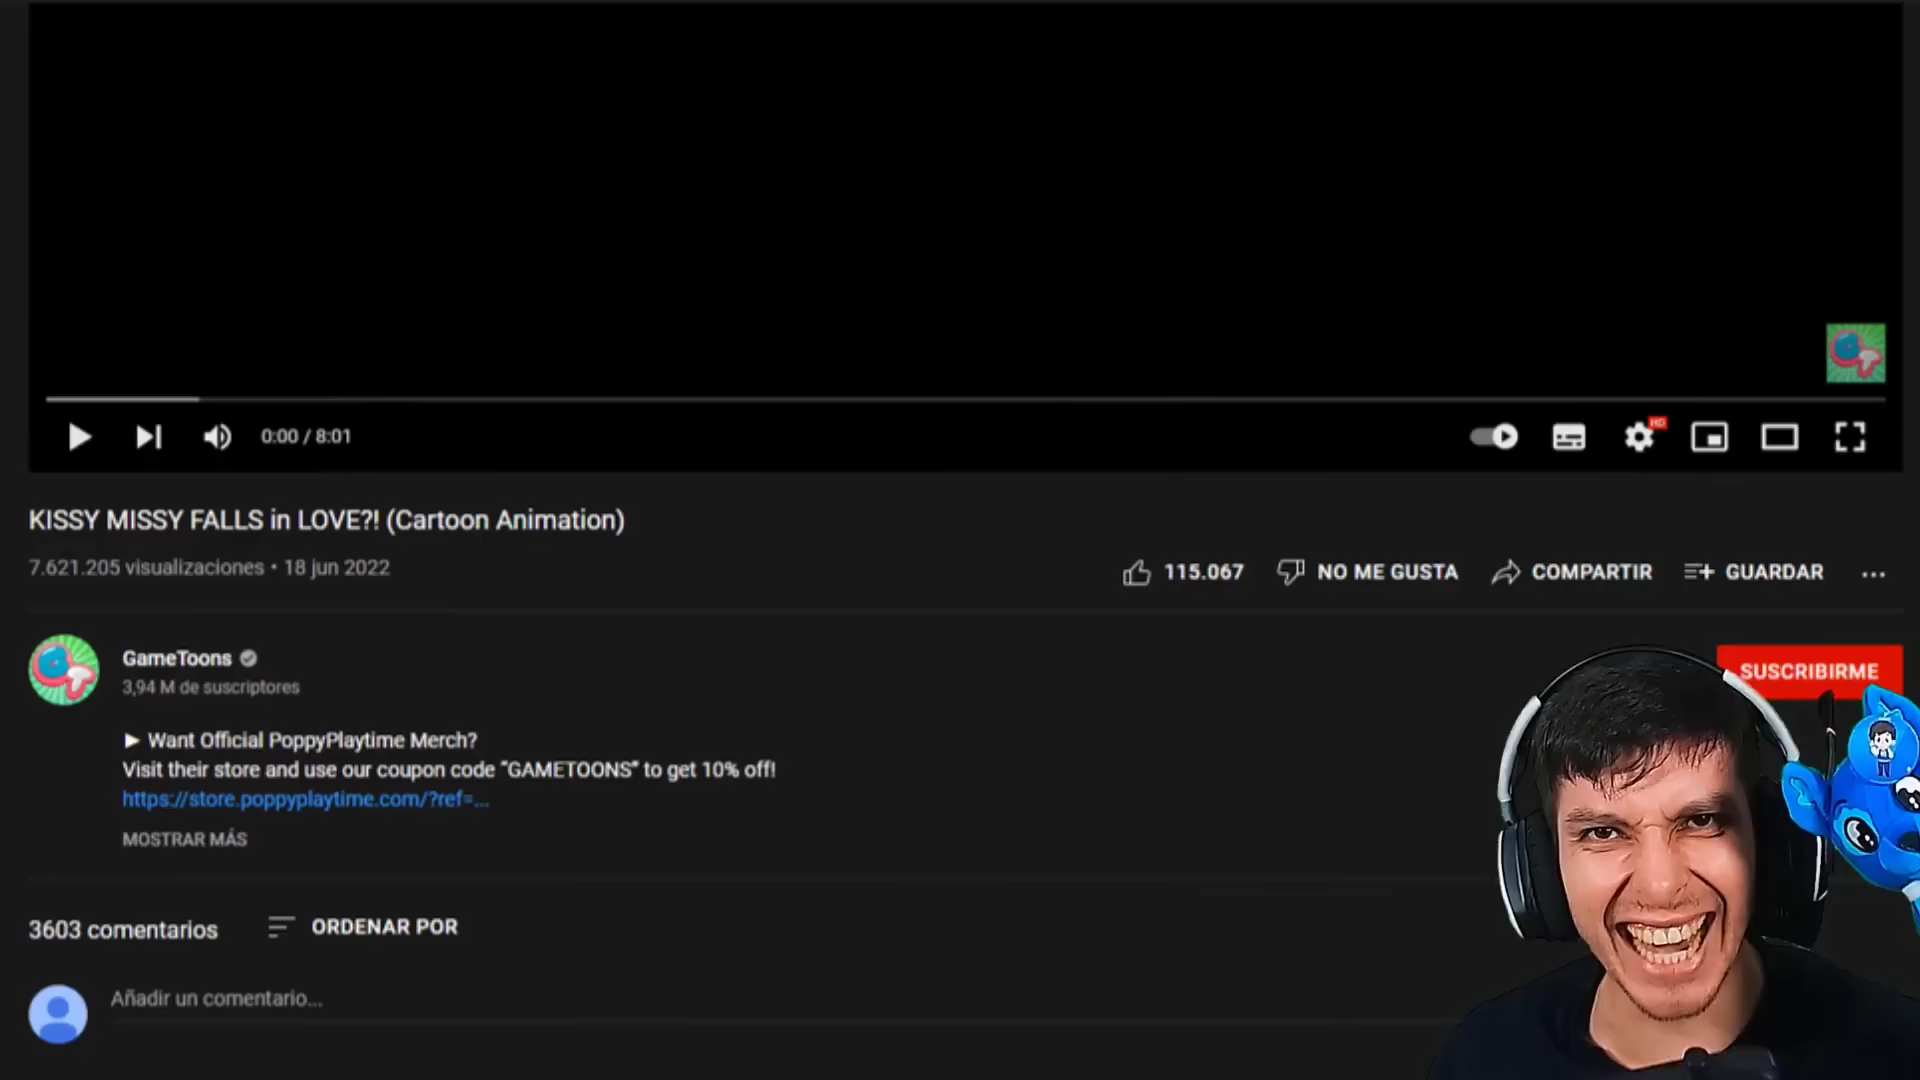 0:00 / 8:01
HD
KISSY MISSY FALLS in LOVE?! (Cartoon Animation)
7.621.205 visualizaciones • 18 jun 2022
115.067
NO ME GUSTA
COMPARTIR
GUARDAR
GameToons
3,94 M de suscriptores
SUSCRIBIRME
► Want Official PoppyPlaytime Merch?
Visit their store and use our coupon code "GAMETOONS" to get 10% off!
https://store.poppyplaytime.com/?ref=...
MOSTRAR MÁS
3603 comentarios
ORDENAR POR
Añadir un comentario...